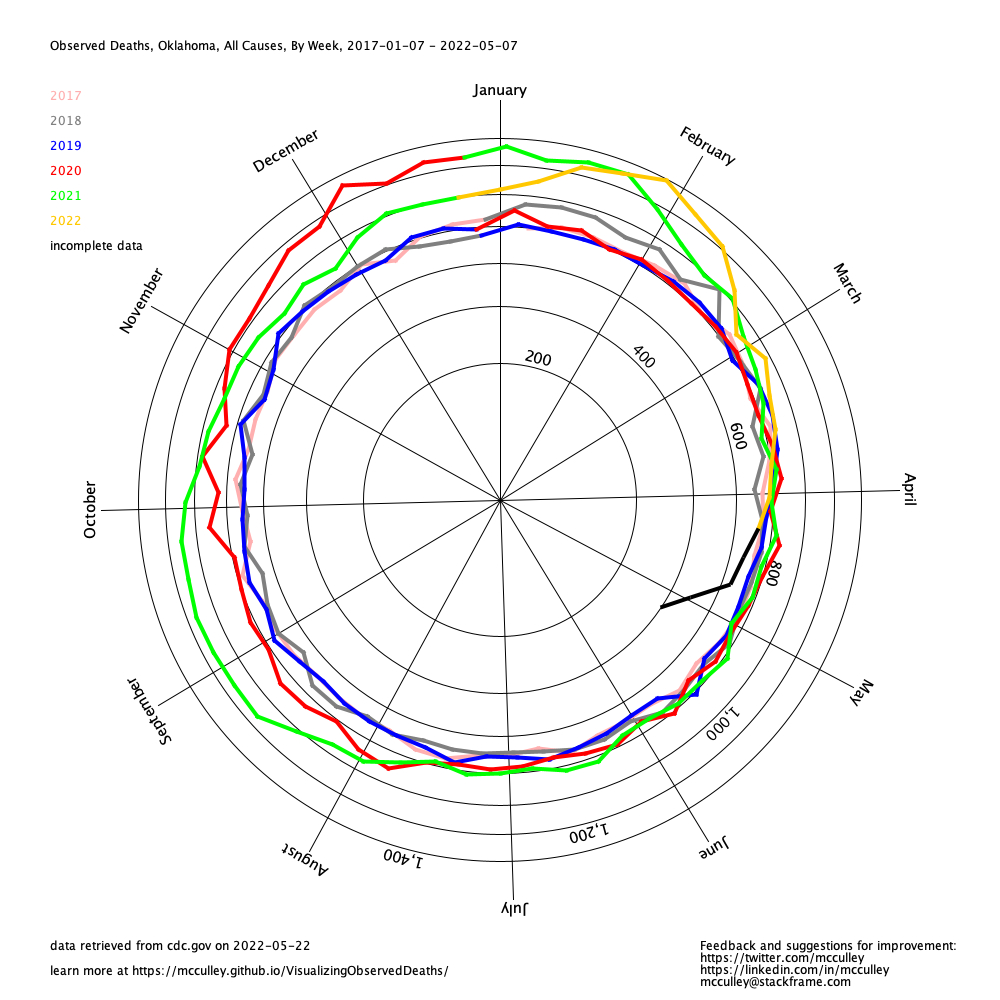 Observed Deaths, Oklahoma, All Causes, By Week, 2017-01-07 - 2022-05-07
January
2017
2018
2019
2020
2021
2022
incomplete data
December
February
November
March
200
400
600
October
April
800
September
May
1,000
1,200
1,400
August
June
July
data retrieved from cdc.gov on 2022-05-22
learn more at https://mcculley.github.io/VisualizingObservedDeaths/
Feedback and suggestions for improvement:
https://twitter.com/mcculley
https://linkedin.com/in/mcculley
mcculley@stackframe.com